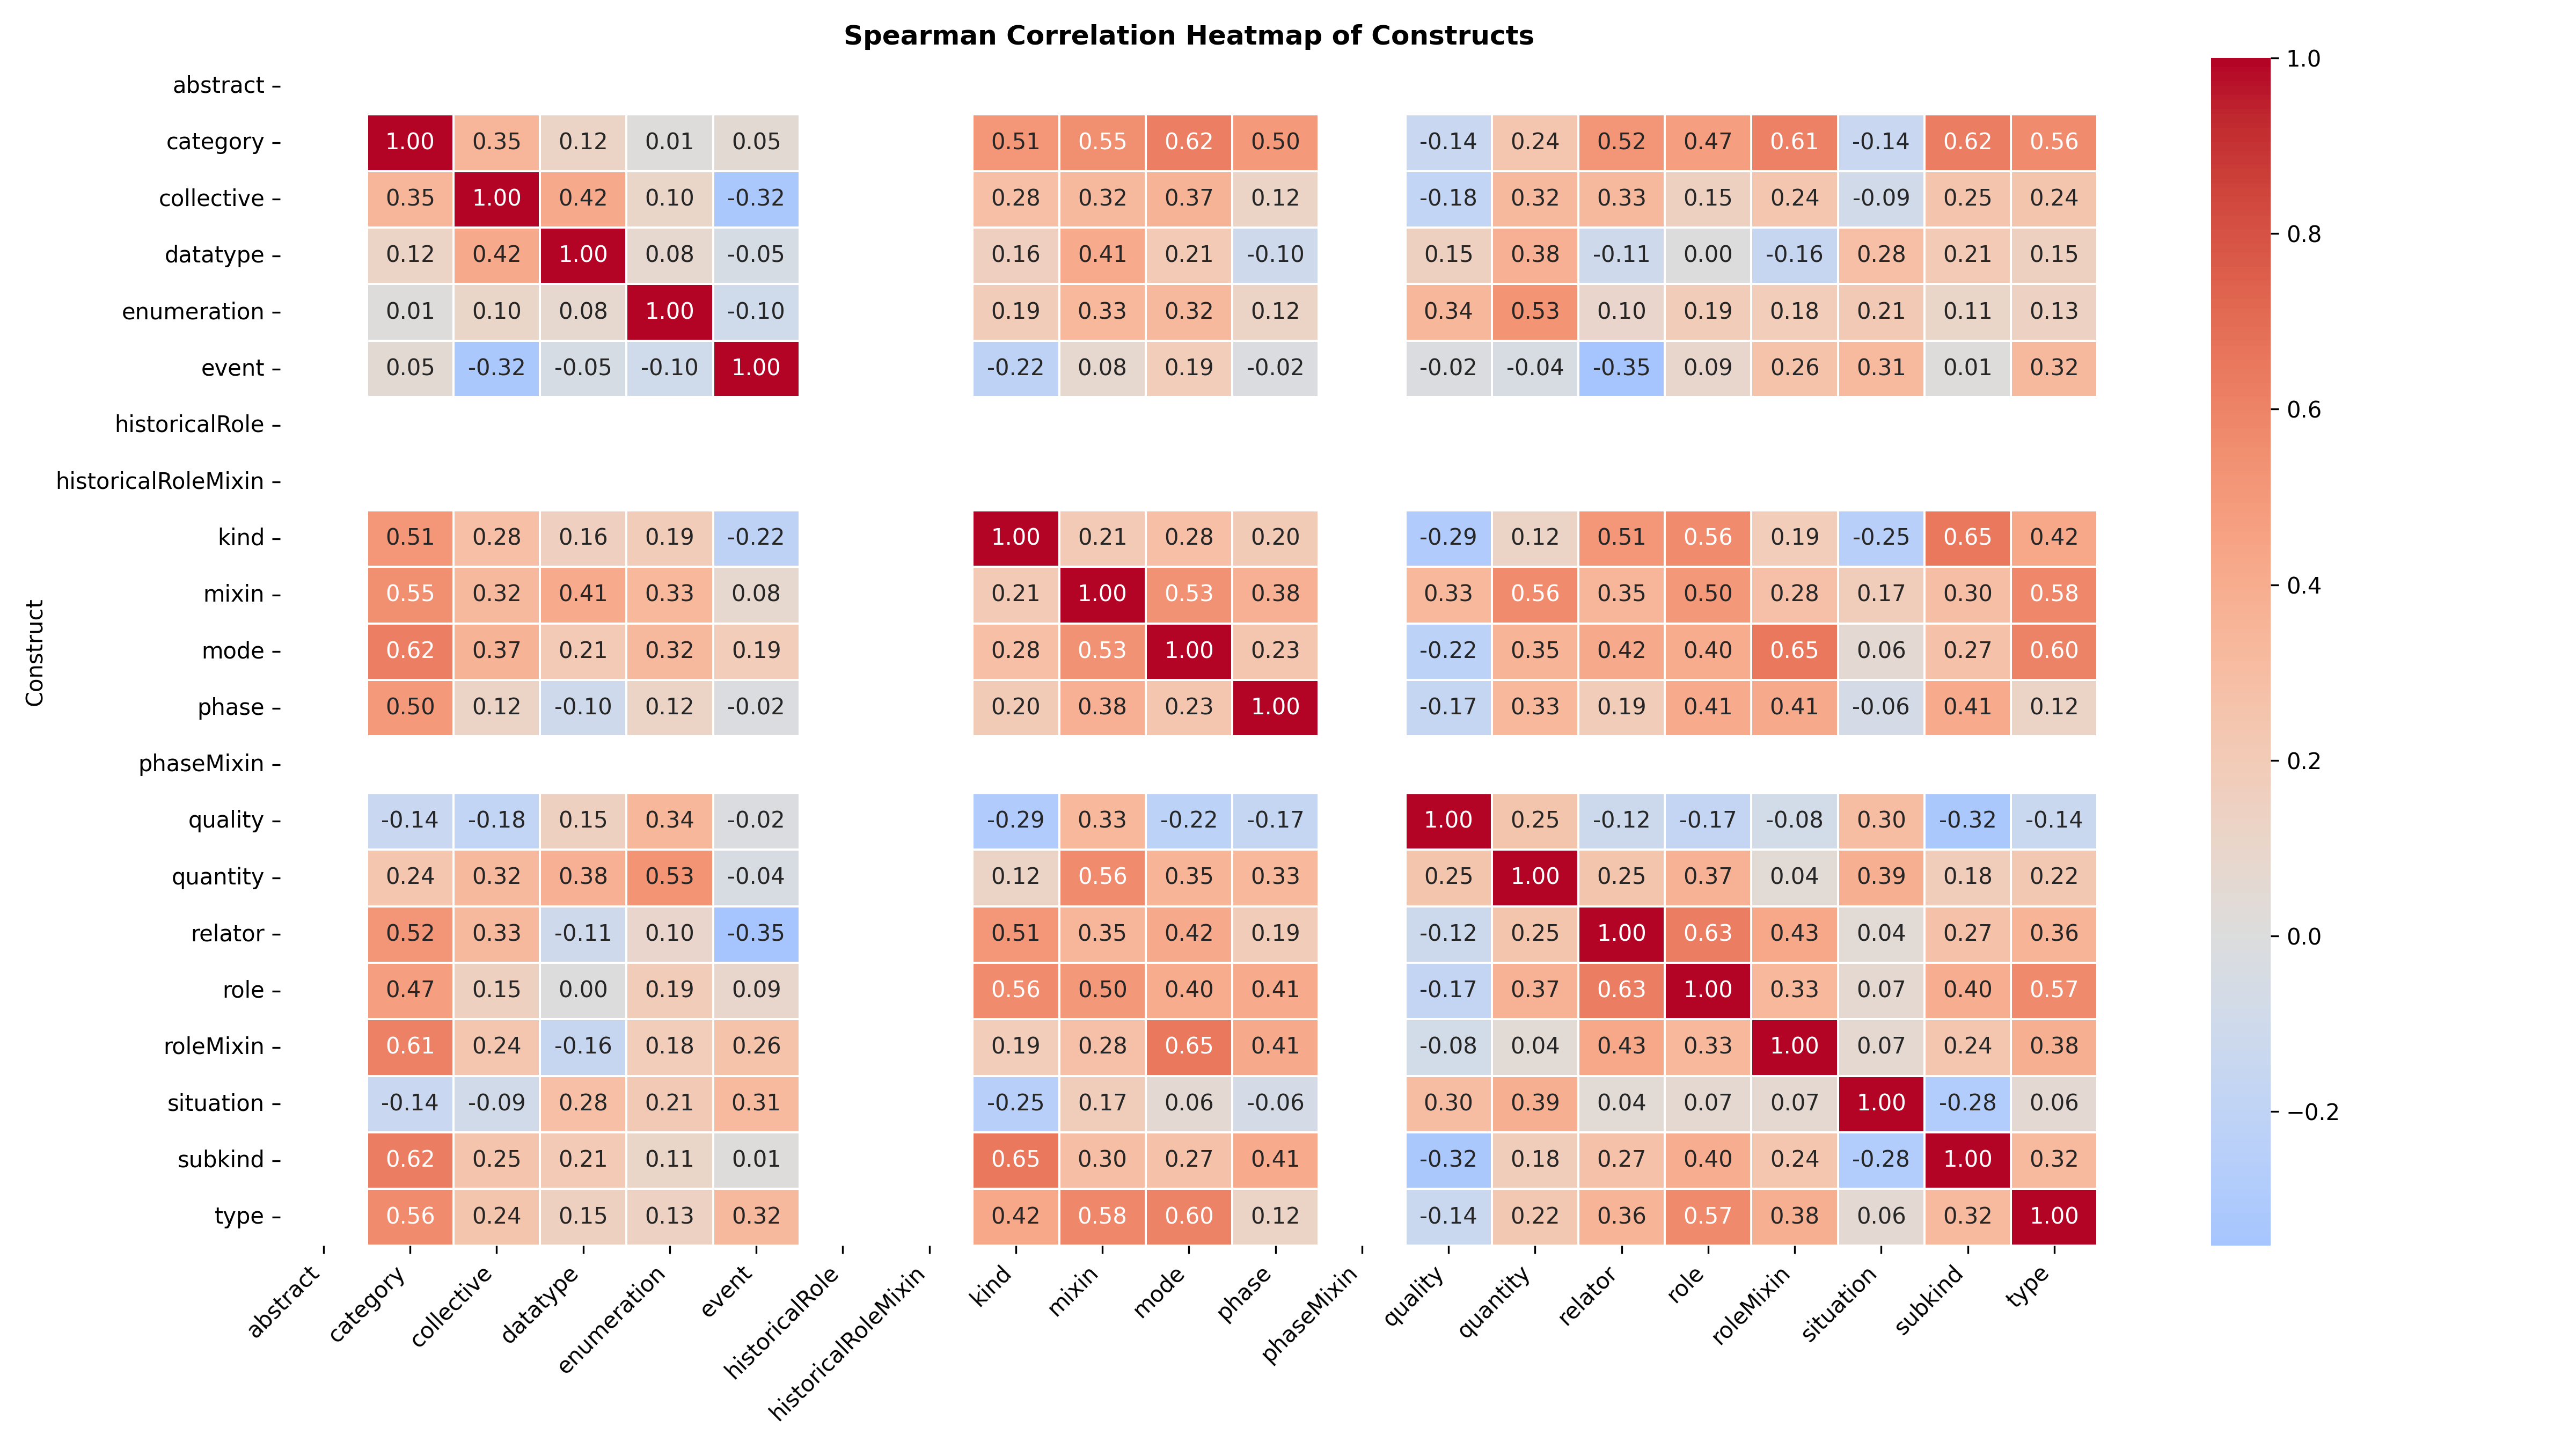 Spearman Correlation Heatmap of Constructs
1.0
abstract
category 1.00 0.35 0.12 0.01 0.05 0.51 0.55 0.62 0.50 -0.14 0.24 0.52 0.47 0.61 -0.14 0.62 0.56
collective 0.35 1.00 0.42 0.10 -0.32 0.28 0.32 0.37 0.12 -0.18 0.32 0.33 0.15 0.24 -0.09 0.25 0.24
0.8
datatype 0.12 0.42 1.00 0.08 -0.05 0.16 0.41 0.21 -0.10 0.15 0.38 -0.11 0.00 -0.16 0.28 0.21 0.15
enumeration 0.01 0.10 0.08 1.00 -0.10 0.19 0.33 0.32 0.12 0.34 0.53 0.10 0.19 0.18 0.21 0.11 0.13
event 0.05 -0.32 -0.05 -0.10 1.00 -0.22 0.08 0.19 -0.02 -0.02 -0.04 -0.35 0.09 0.26 0.31 0.01 0.32
0.6
historicalRole
historicalRoleMixin
kind 0.51 0.28 0.16 0.19 -0.22 1.00 0.21 0.28 0.20 -0.29 0.12 0.51 0.56 0.19 -0.25 0.65 0.42
0.4
mixin 0.55 0.32 0.41 0.33 0.08 0.21 1.00 0.53 0.38 0.33 0.56 0.35 0.50 0.28 0.17 0.30 0.58
Construct
mode 0.62 0.37 0.21 0.32 0.19 0.28 0.53 1.00 0.23 -0.22 0.35 0.42 0.40 0.65 0.06 0.27 0.60
phase 0.50 0.12 -0.10 0.12 -0.02 0.20 0.38 0.23 1.00 -0.17 0.33 0.19 0.41 0.41 -0.06 0.41 0.12
phaseMixin
0.2
quality -0.14 -0.18 0.15 0.34 -0.02 -0.29 0.33 -0.22 -0.17 1.00 0.25 -0.12 -0.17 -0.08 0.30 -0.32 -0.14
quantity 0.24 0.32 0.38 0.53 -0.04 0.12 0.56 0.35 0.33 0.25 1.00 0.25 0.37 0.04 0.39 0.18 0.22
relator 0.52 0.33 -0.11 0.10 -0.35 0.51 0.35 0.42 0.19 -0.12 0.25 1.00 0.63 0.43 0.04 0.27 0.36
0.0
role 0.47 0.15 0.00 0.19 0.09 0.56 0.50 0.40 0.41 -0.17 0.37 0.63 1.00 0.33 0.07 0.40 0.57
roleMixin 0.61 0.24 -0.16 0.18 0.26 0.19 0.28 0.65 0.41 -0.08 0.04 0.43 0.33 1.00 0.07 0.24 0.38
situation -0.14 -0.09 0.28 0.21 0.31 -0.25 0.17 0.06 -0.06 0.30 0.39 0.04 0.07 0.07 1.00 -0.28 0.06
−0.2
subkind 0.62 0.25 0.21 0.11 0.01 0.65 0.30 0.27 0.41 -0.32 0.18 0.27 0.40 0.24 -0.28 1.00 0.32
type 0.56 0.24 0.15 0.13 0.32 0.42 0.58 0.60 0.12 -0.14 0.22 0.36 0.57 0.38 0.06 0.32 1.00
abstract category collective datatype enumeration event historicalRole historicalRoleMixin kind mixin mode phase phaseMixin quality quantity relator role roleMixin situation subkind type